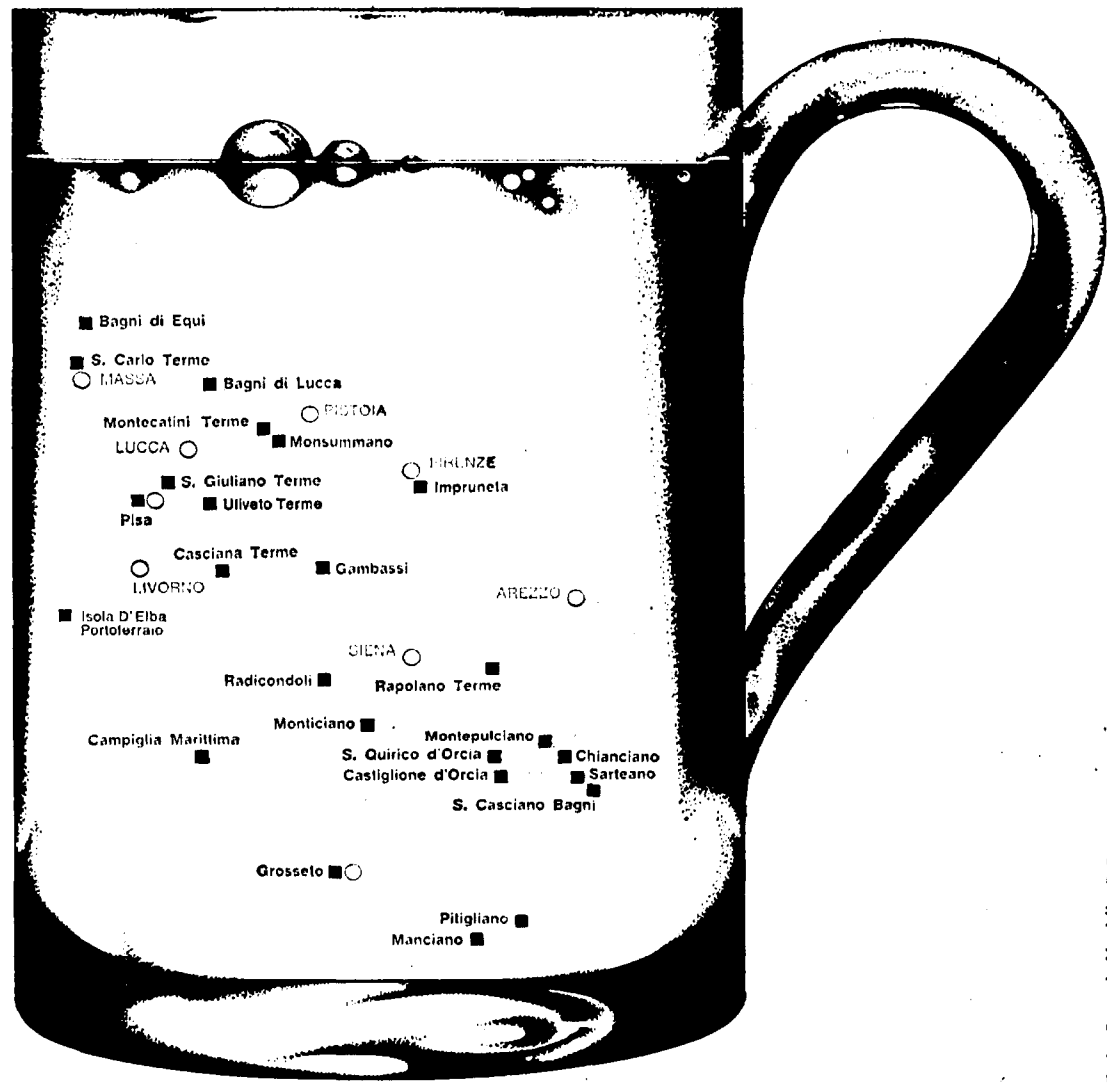 Bagni di Equi
S. Carlo Terme
MASSA
Bagni di Lucca
PISTOIA
Montecatini Terme
Monsummano
LUCCA
FIRENZE
S. Giuliano Terme
Impruneta
Pisa
Uliveto Terme
Casciana Terme
Gambassi
LIVORNO
AREZZO
Isola D'Elba
Portoferraio
SIENA
Radicondoli
Rapolano Terme
Monticiano
Campiglia Marittima
Montepulciano
S. Quirico d'Orcia
Chianciano
Castiglione d'Orcia
Sarteano
S. Casciano Bagni
Grosseto
Pitigliano
Manciano